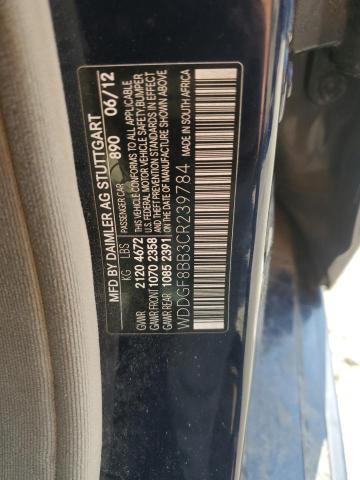 MFD BY DAIMLER AG STUTTGART 06/12
PASSENGER CAR 890
KG LBS
GVWR 2120 4672
GAWR FRONT 1070 2358
GAWR REAR 1085 2391
THIS VEHICLE CONFORMS TO ALL APPLICABLE
U.S. FEDERAL MOTOR VEHICLE SAFETY, BUMPER
AND THEFT PREVENTION STANDARDS IN EFFECT
ON THE DATE OF MANUFACTURE SHOWN ABOVE.
MADE IN SOUTH AFRICA
WDDGF8BB3CR239784